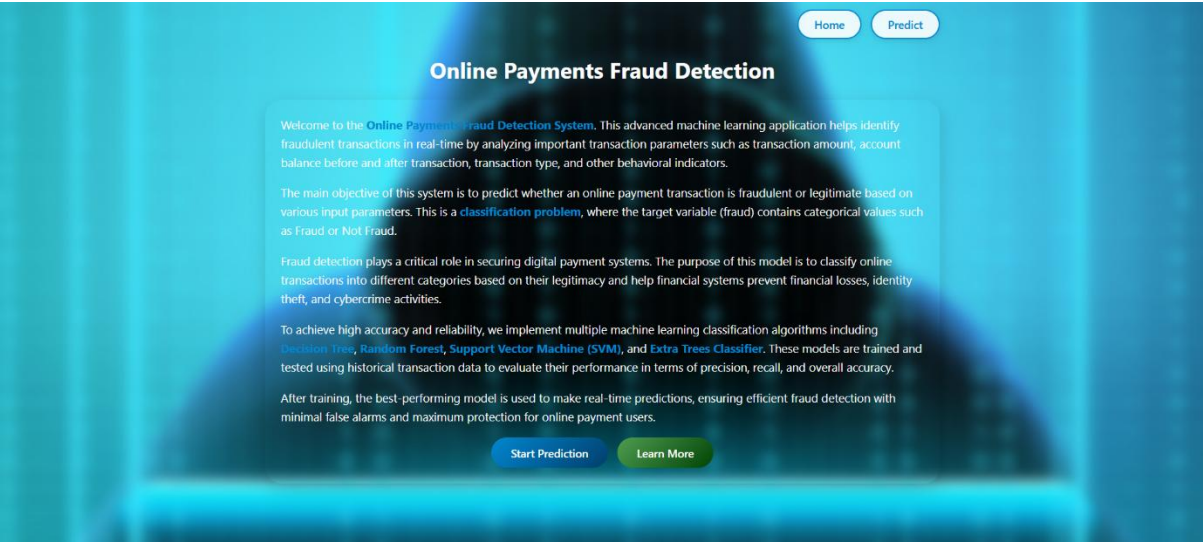 Home Predict
Online Payments Fraud Detection
Welcome to the Online Payments Fraud Detection System. This advanced machine learning application helps identify
fraudulent transactions in real-time by analyzing important transaction parameters such as transaction amount, account
balance before and after transaction, transaction type, and other behavioral indicators.
The main objective of this system is to predict whether an online payment transaction is fraudulent or legitimate based on
various input parameters. This is a classification problem, where the target variable (fraud) contains categorical values such
as Fraud or Not Fraud.
Fraud detection plays a critical role in securing digital payment systems. The purpose of this model is to classify online
transactions into different categories based on their legitimacy and help financial systems prevent financial losses, identity
theft, and cybercrime activities.
To achieve high accuracy and reliability, we implement multiple machine learning classification algorithms including
Decision Tree, Random Forest, Support Vector Machine (SVM), and Extra Trees Classifier. These models are trained and
tested using historical transaction data to evaluate their performance in terms of precision, recall, and overall accuracy.
After training, the best-performing model is used to make real-time predictions, ensuring efficient fraud detection with
minimal false alarms and maximum protection for online payment users.
Start Prediction Learn More